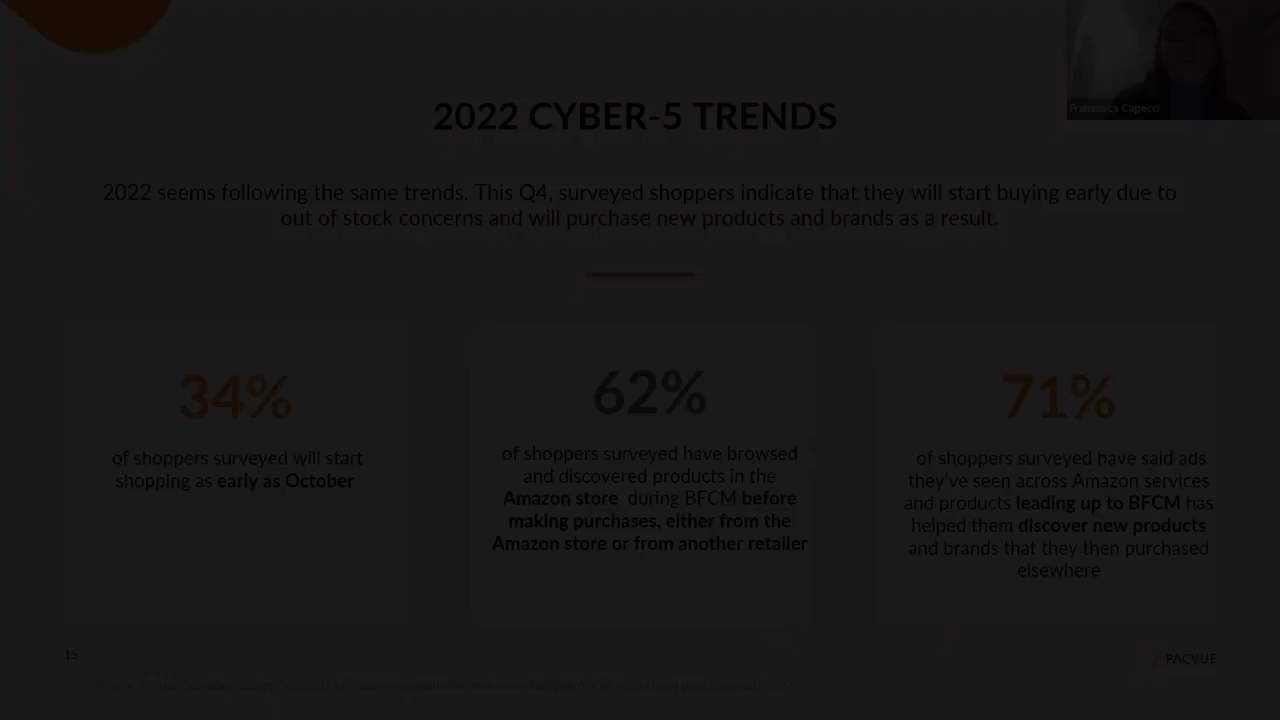 Francesca Capecci
2022 CYBER-5 TRENDS
2022 seems following the same trends. This Q4, surveyed shoppers indicate that they will start buying early due to
out of stock concerns and will purchase new products and brands as a result.
34%
of shoppers surveyed will start
shopping as early as October
62%
of shoppers surveyed have browsed
and discovered products in the
Amazon store during BFCM before
making purchases, either from the
Amazon store or from another retailer
71%
of shoppers surveyed have said ads
they've seen across Amazon services
and products leading up to BFCM has
helped them discover new products
and brands that they then purchased
elsewhere
15
PACVUE